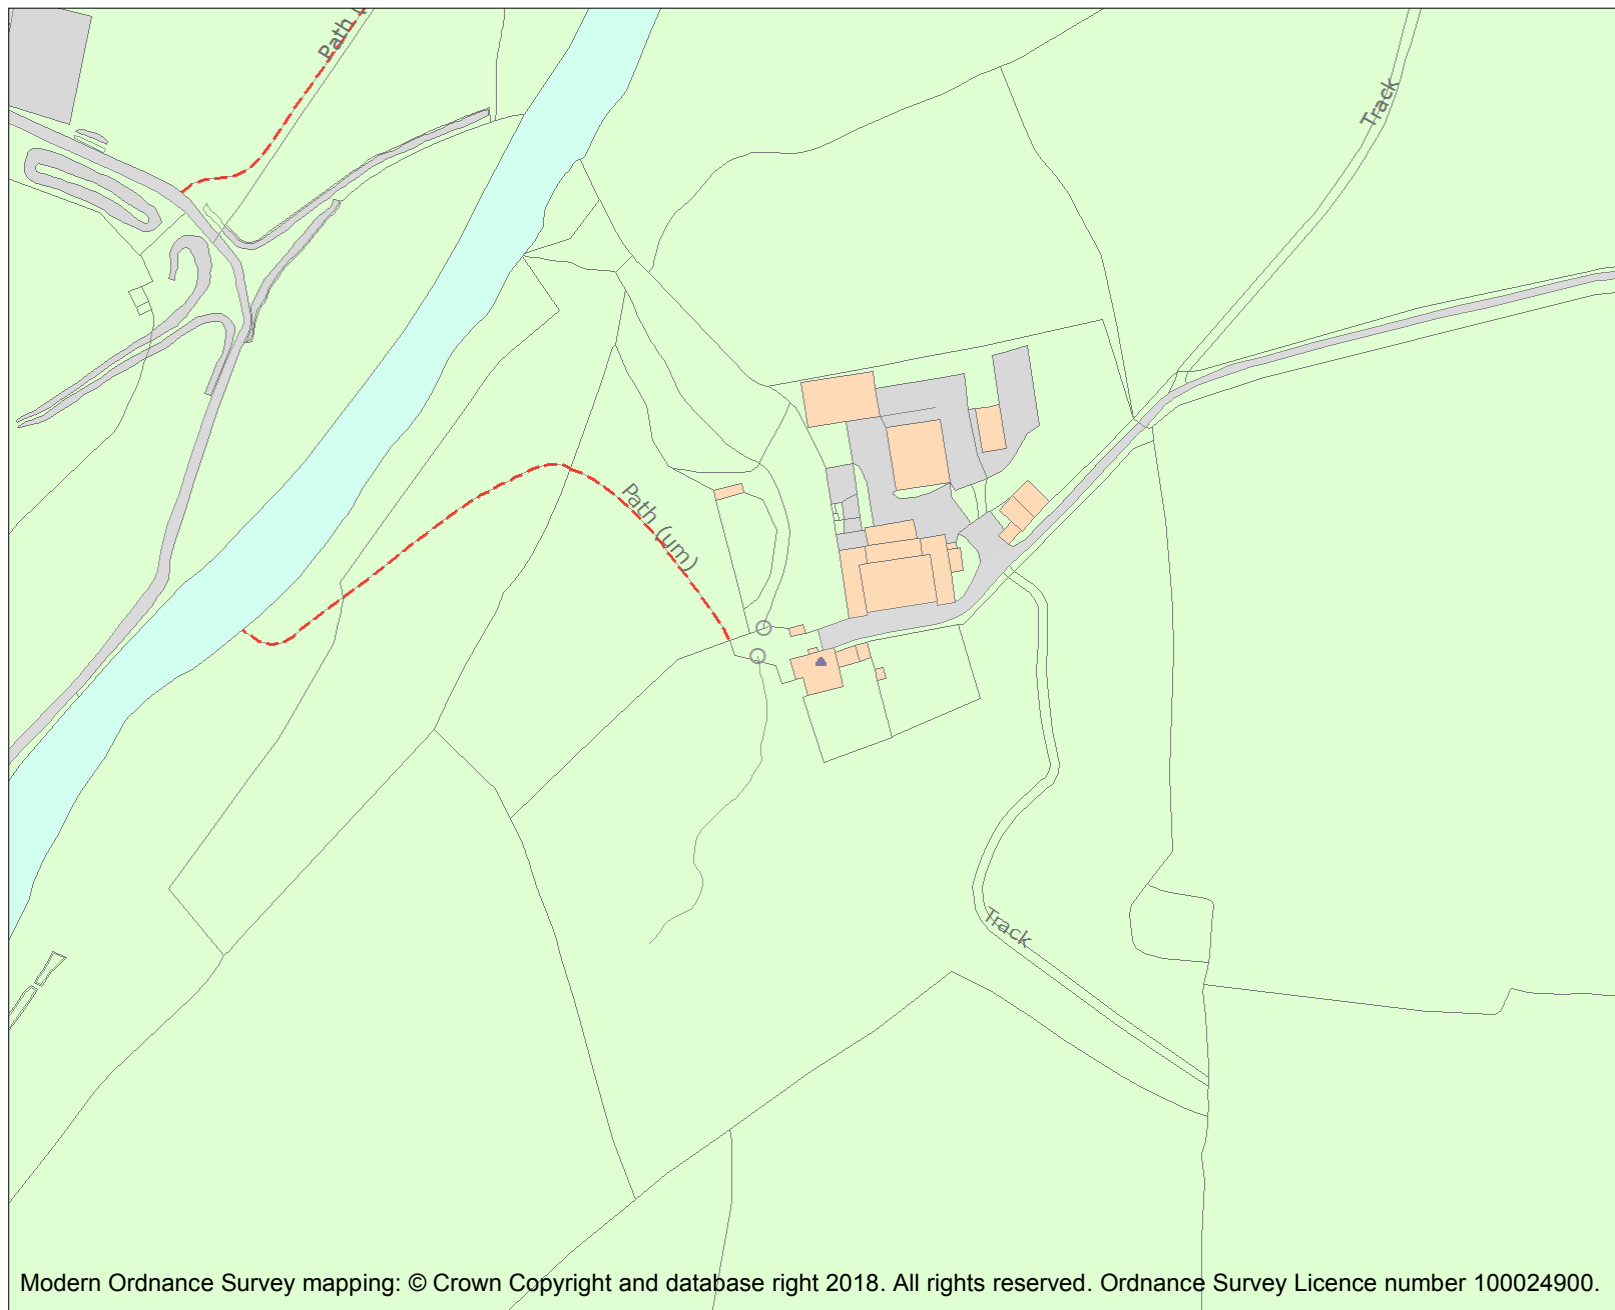 Path (
Track
Path (um)
Track
Modern Ordnance Survey mapping: © Crown Copyright and database right 2018. All rights reserved. Ordnance Survey Licence number 100024900.